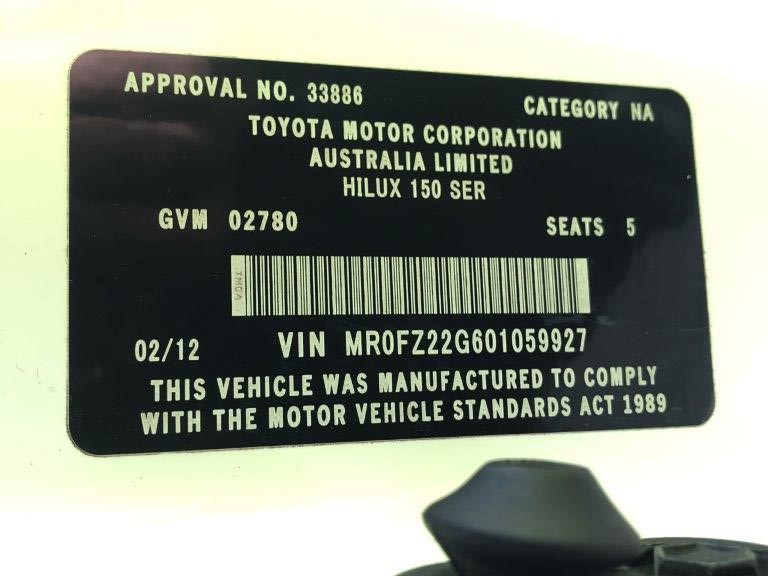 APPROVAL NO. 33886
CATEGORY NA
TOYOTA MOTOR CORPORATION
AUSTRALIA LIMITED
HILUX 150 SER
GVM 02780 SEATS 5
TMCA
02/12 VIN MR0FZ22G601059927
THIS VEHICLE WAS MANUFACTURED TO COMPLY
WITH THE MOTOR VEHICLE STANDARDS ACT 1989